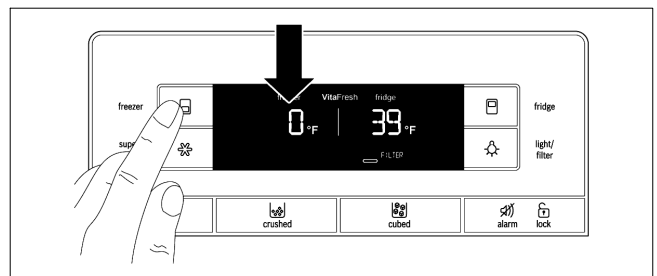 VitaFresh fridge
freezer
fridge
0 °F 39 °F
light/
filter
FILTER
crushed
cubed
alarm lock